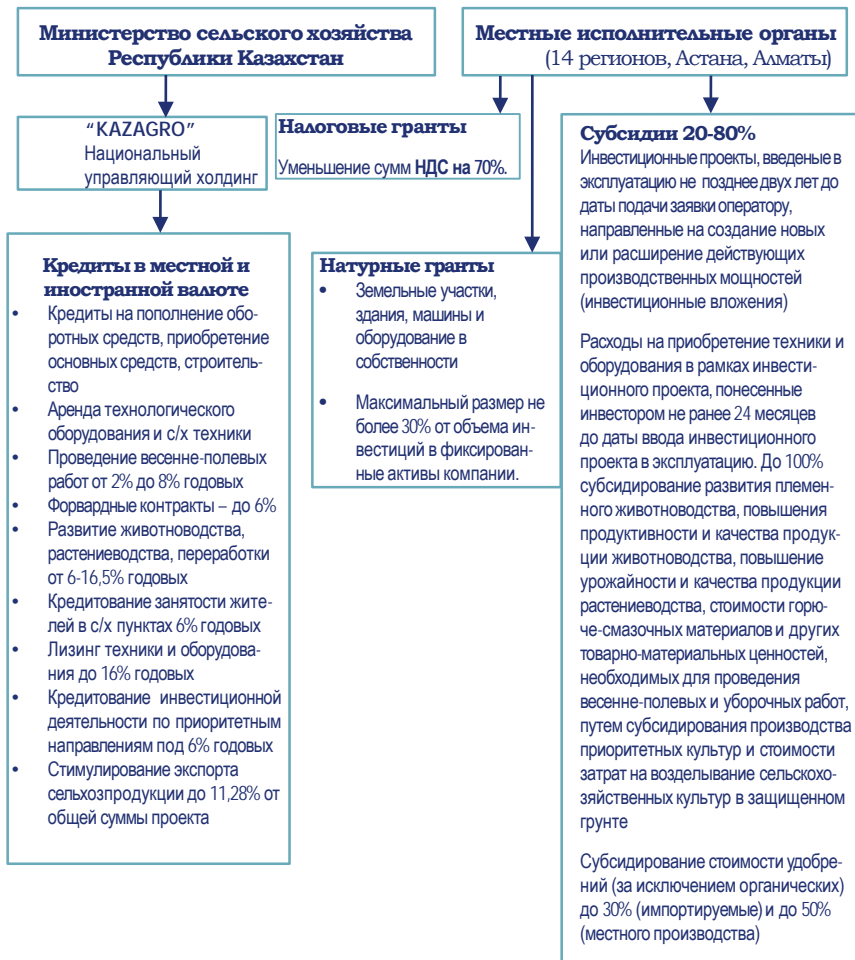 Министерство сельского хозяйства
Республики Казахстан
Местные исполнительные органы
(14 регионов, Астана, Алматы)
“KAZAGRO”
Национальный
управляющий холдинг
Налоговые гранты
Уменьшение сумм НДС на 70%.
Кредиты в местной и
иностранной валюте
• Кредиты на пополнение обо-
ротных средств, приобретение
основных средств, строитель-
ство
• Аренда технологического
оборудования и с/х техники
• Проведение весенне-полевых
работ от 2% до 8% годовых
• Форвардные контракты – до 6%
• Развитие животноводства,
растениеводства, переработки
от 6-16,5% годовых
• Кредитование занятости жите-
лей в с/х пунктах 6% годовых
• Лизинг техники и оборудова-
ния до 16% годовых
• Кредитование инвестиционной
деятельности по приоритетным
направлениям под 6% годовых
• Стимулирование экспорта
сельхозпродукции до 11,28% от
общей суммы проекта
Натурные гранты
• Земельные участки,
здания, машины и
оборудование в
собственности
• Максимальный размер не
более 30% от объема ин-
вестиций в фиксирован-
ные активы компании.
Субсидии 20-80%
Инвестиционные проекты, введеные в
эксплуатацию не позднее двух лет до
даты подачи заявки оператору,
направленные на создание новых
или расширение действующих
производственных мощностей
(инвестиционные вложения)
Расходы на приобретение техники и
оборудования в рамках инвести-
ционного проекта, понесенные
инвестором не ранее 24 месяцев
до даты ввода инвестиционного
проекта в эксплуатацию. До 100%
субсидирование развития племен-
ного животноводства, повышения
продуктивности и качества продук-
ции животноводства, повышение
урожайности и качества продукции
растениеводства, стоимости горю-
че-смазочных материалов и других
товарно-материальных ценностей,
необходимых для проведения
весенне-полевых и уборочных работ,
путем субсидирования производства
приоритетных культур и стоимости
затрат на возделывание сельскохо-
зяйственных культур в защищенном
грунте
Субсидирование стоимости удобре-
ний (за исключением органических)
до 30% (импортируемые) и до 50%
(местного производства)